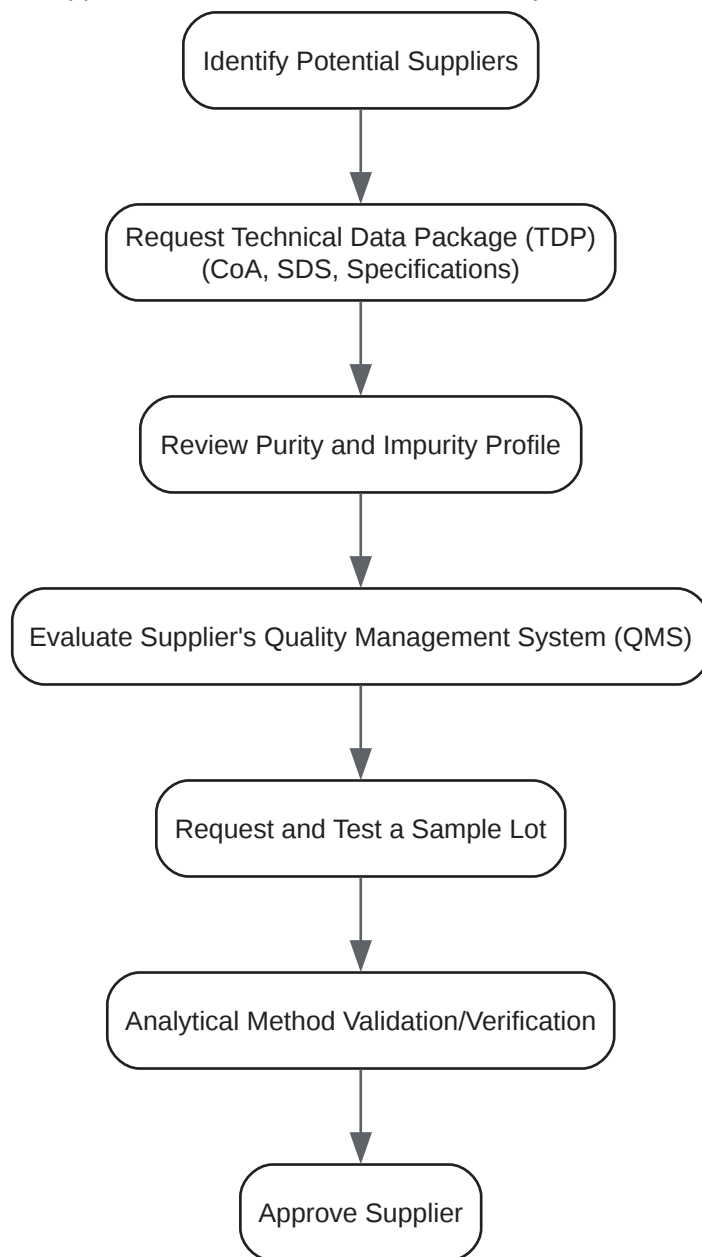 Identify Potential Suppliers
Request Technical Data Package (TDP)
(CoA, SDS, Specifications)
Review Purity and Impurity Profile
Evaluate Supplier's Quality Management System (QMS)
Request and Test a Sample Lot
Analytical Method Validation/Verification
Approve Supplier